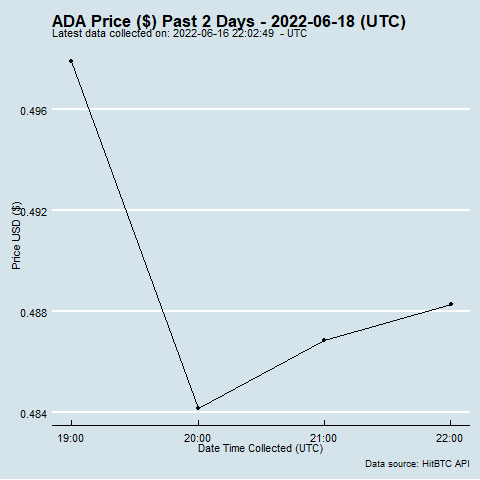 ADA Price ($) Past 2 Days - 2022-06-18 (UTC)
Latest data collected on: 2022-06-16 22:02:49 - UTC
0.496
0.492
0.488
0.484
Price USD ($)
19:00
20:00
21:00
22:00
Date Time Collected (UTC)
Data source: HitBTC API